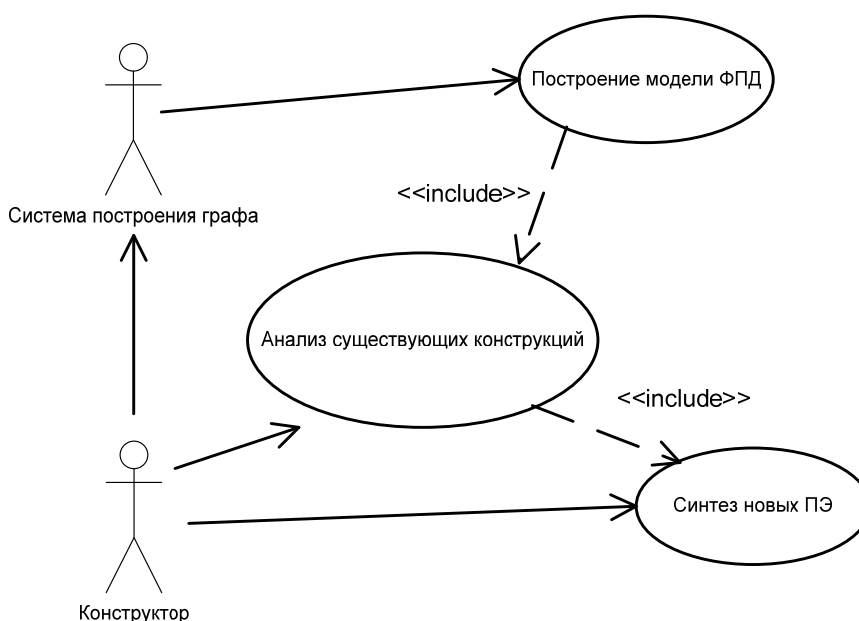 Построение модели ФПД
<<include>>
Система построения графа
Анализ существующих конструкций
<<include>>
Синтез новых ПЭ
Конструктор